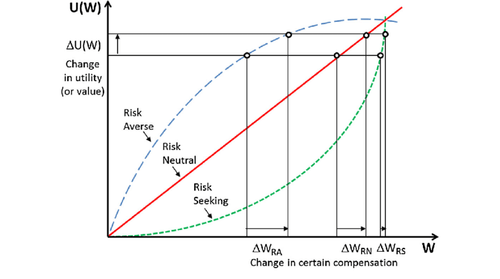 U(W)
ΔU(W)
Change
in utility
(or value)
Risk
Averse
Risk
Neutral
Risk
Seeking
W
ΔW_RA ΔW_RN ΔW_RS
Change in certain compensation